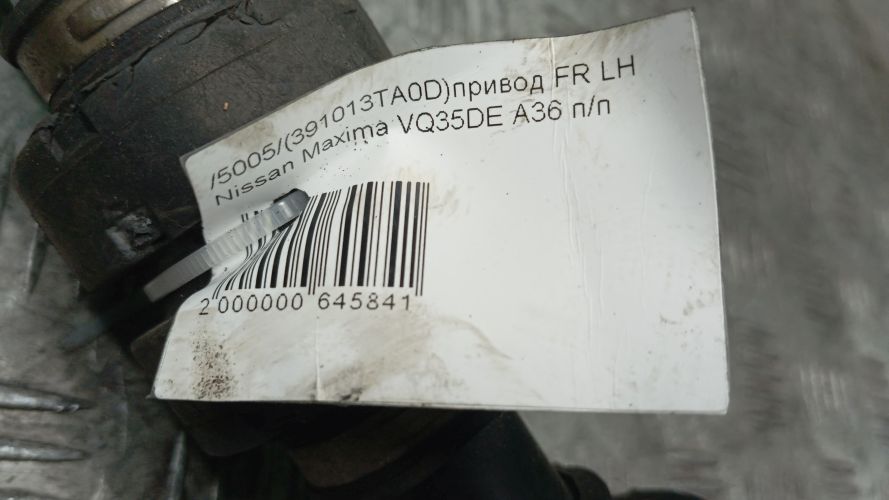 /5005/(391013TA0D)привод FR LH
Nissan Maxima VQ35DE A36 п/п
2 000000 645841